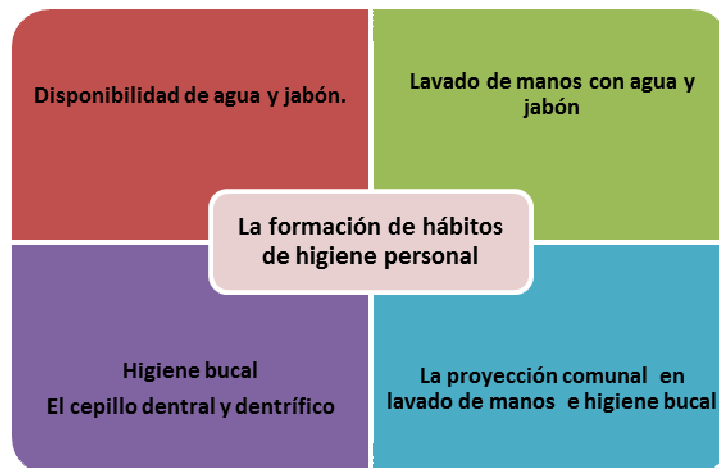 Disponibilidad de agua y jabón.
Lavado de manos con agua y
jabón
La formación de hábitos
de higiene personal
Higiene bucal
El cepillo dentral y dentrífico
La proyección comunal en
lavado de manos e higiene bucal